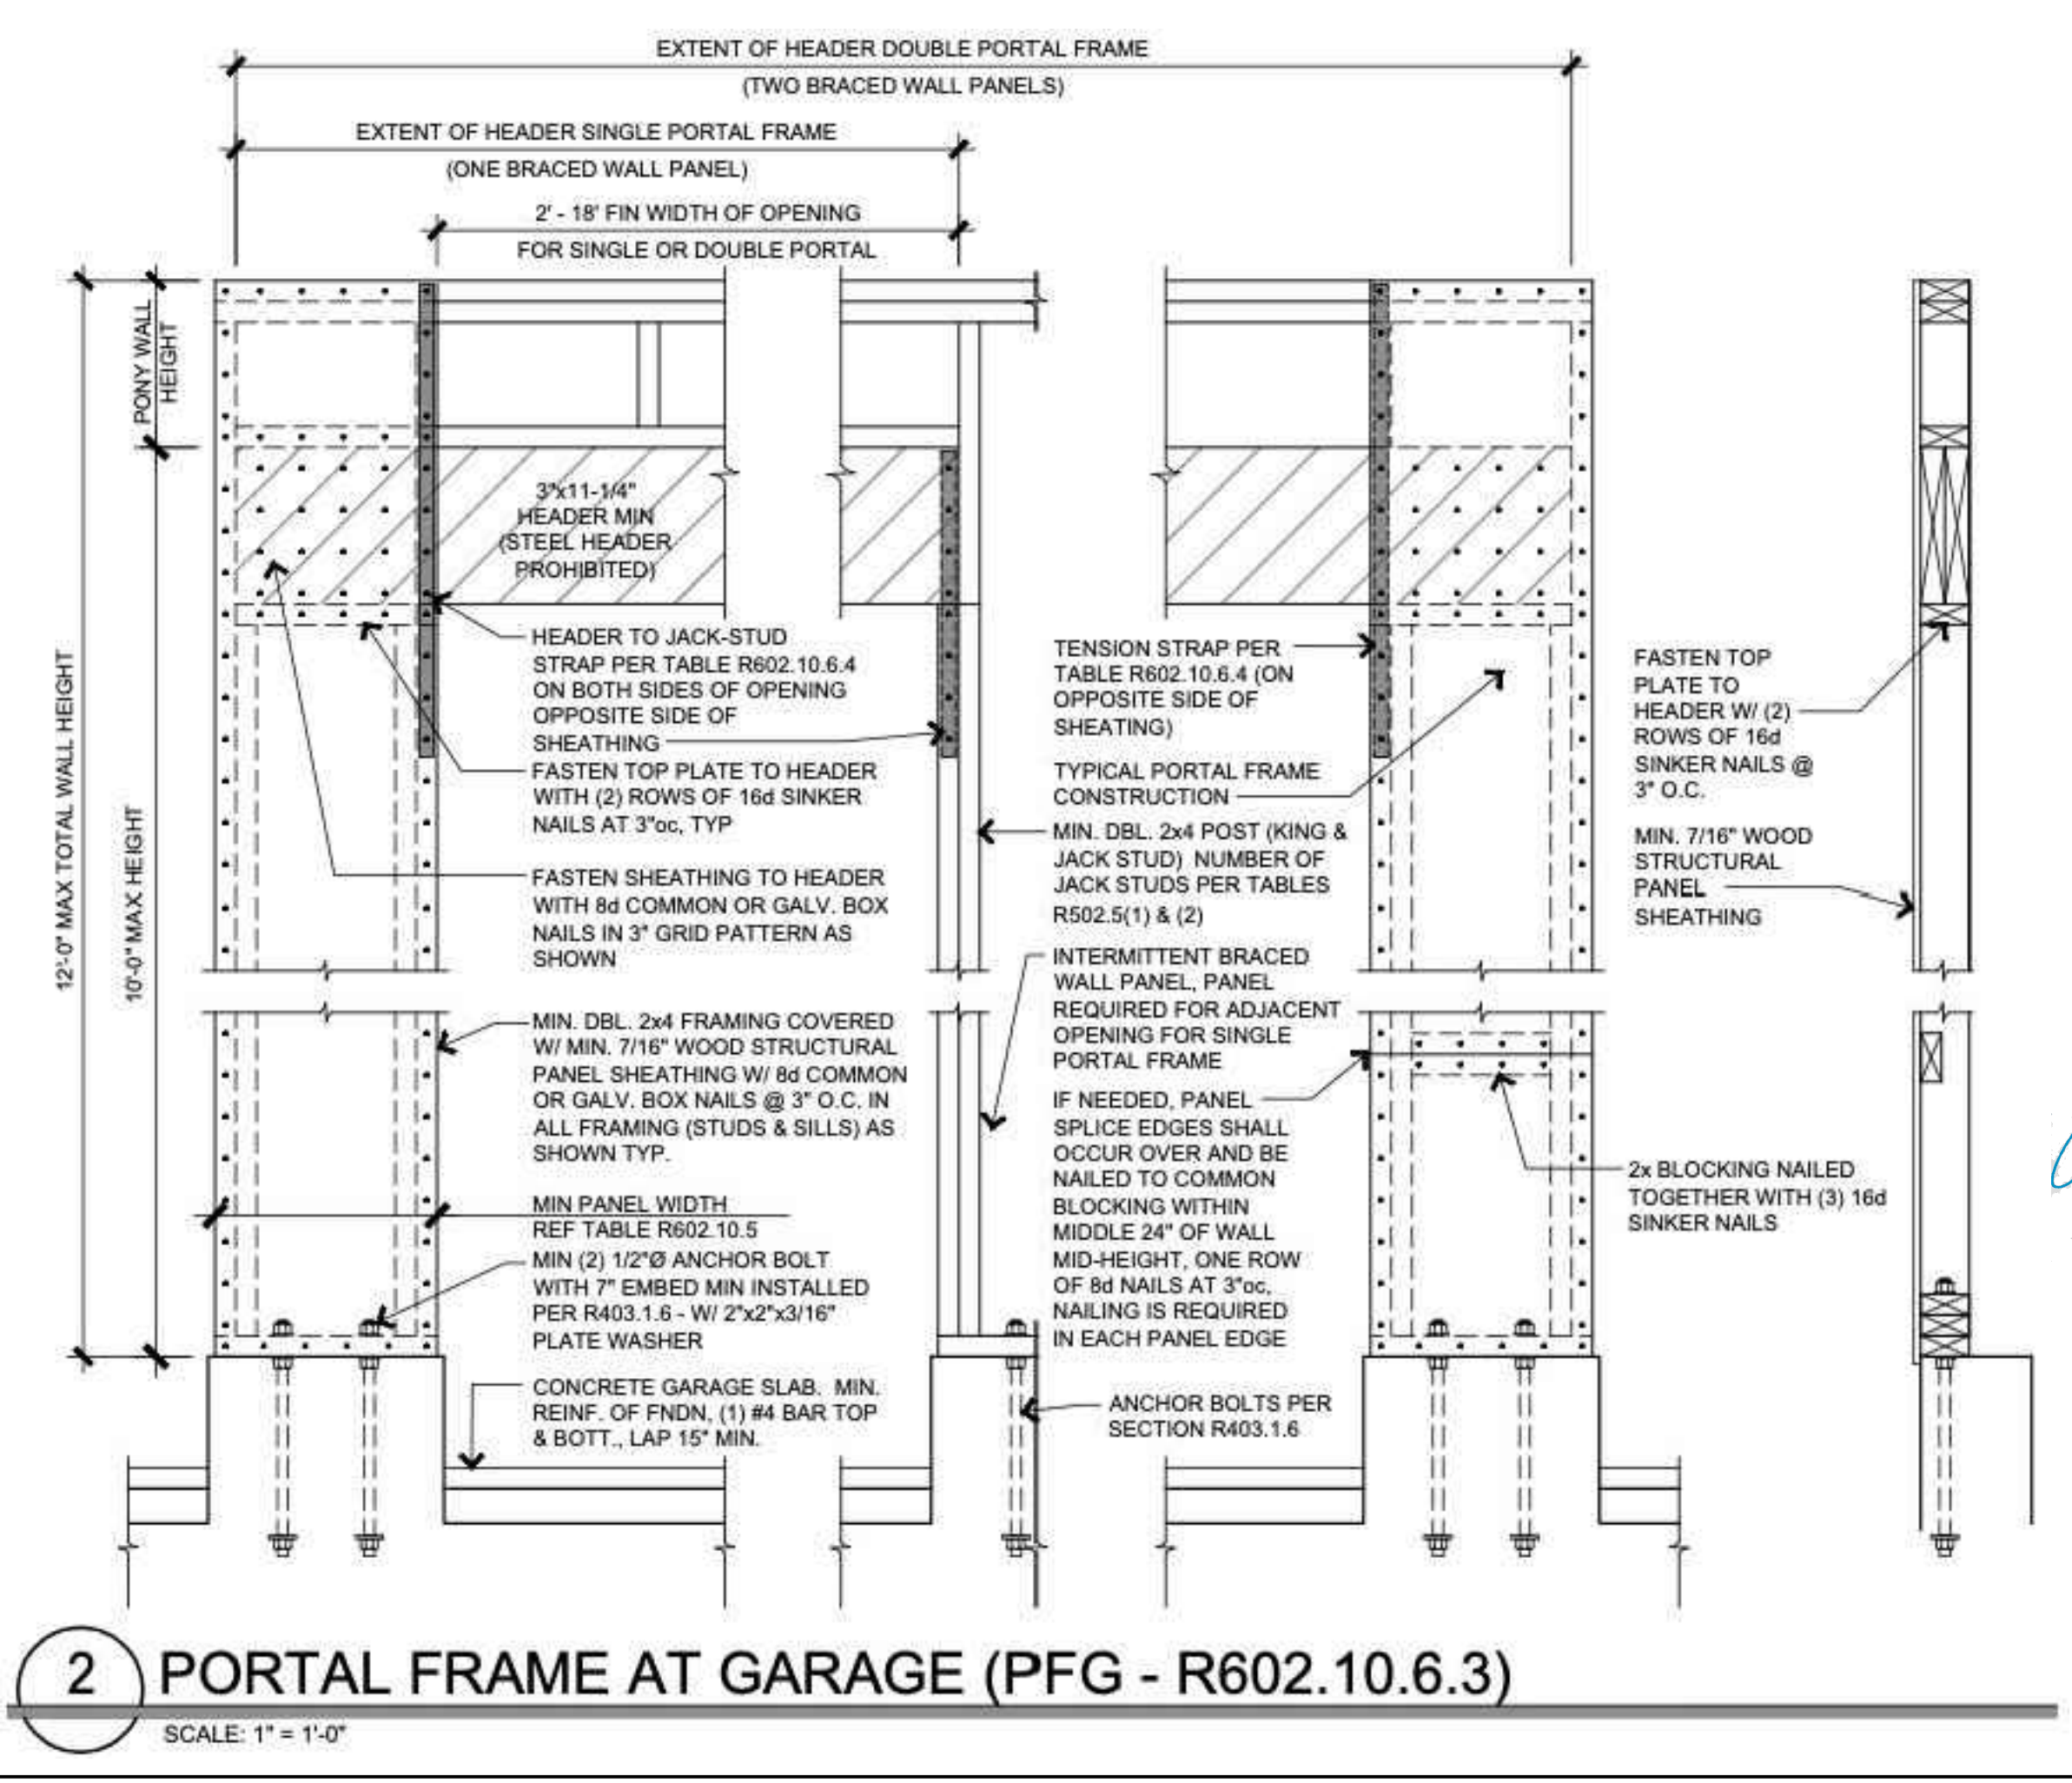 EXTENT OF HEADER DOUBLE PORTAL FRAME
(TWO BRACED WALL PANELS)
EXTENT OF HEADER SINGLE PORTAL FRAME
(ONE BRACED WALL PANEL)
2' - 18' FIN WIDTH OF OPENING
FOR SINGLE OR DOUBLE PORTAL
PONY WALL
HEIGHT
12'-0" MAX TOTAL WALL HEIGHT
10'-0" MAX HEIGHT
3"x11-1/4"
HEADER MIN
(STEEL HEADER
PROHIBITED)
HEADER TO JACK-STUD
STRAP PER TABLE R602.10.6.4
ON BOTH SIDES OF OPENING
OPPOSITE SIDE OF
SHEATHING
FASTEN TOP PLATE TO HEADER
WITH (2) ROWS OF 16d SINKER
NAILS AT 3"oc, TYP
FASTEN SHEATHING TO HEADER
WITH 8d COMMON OR GALV. BOX
NAILS IN 3" GRID PATTERN AS
SHOWN
MIN. DBL. 2x4 FRAMING COVERED
W/ MIN. 7/16" WOOD STRUCTURAL
PANEL SHEATHING W/ 8d COMMON
OR GALV. BOX NAILS @ 3" O.C. IN
ALL FRAMING (STUDS & SILLS) AS
SHOWN TYP.
MIN PANEL WIDTH
REF TABLE R602.10.5
MIN (2) 1/2"Ø ANCHOR BOLT
WITH 7" EMBED MIN INSTALLED
PER R403.1.6 - W/ 2"x2"x3/16"
PLATE WASHER
CONCRETE GARAGE SLAB. MIN.
REINF. OF FNDN, (1) #4 BAR TOP
& BOTT., LAP 15" MIN.
TENSION STRAP PER
TABLE R602.10.6.4 (ON
OPPOSITE SIDE OF
SHEATING)
TYPICAL PORTAL FRAME
CONSTRUCTION
MIN. DBL. 2x4 POST (KING &
JACK STUD) NUMBER OF
JACK STUDS PER TABLES
R502.5(1) & (2)
INTERMITTENT BRACED
WALL PANEL, PANEL
REQUIRED FOR ADJACENT
OPENING FOR SINGLE
PORTAL FRAME
IF NEEDED, PANEL
SPLICE EDGES SHALL
OCCUR OVER AND BE
NAILED TO COMMON
BLOCKING WITHIN
MIDDLE 24" OF WALL
MID-HEIGHT, ONE ROW
OF 8d NAILS AT 3"oc,
NAILING IS REQUIRED
IN EACH PANEL EDGE
ANCHOR BOLTS PER
SECTION R403.1.6
FASTEN TOP
PLATE TO
HEADER W/ (2)
ROWS OF 16d
SINKER NAILS @
3" O.C.
MIN. 7/16" WOOD
STRUCTURAL
PANEL
SHEATHING
2x BLOCKING NAILED
TOGETHER WITH (3) 16d
SINKER NAILS
2 PORTAL FRAME AT GARAGE (PFG - R602.10.6.3)
SCALE: 1" = 1'-0"